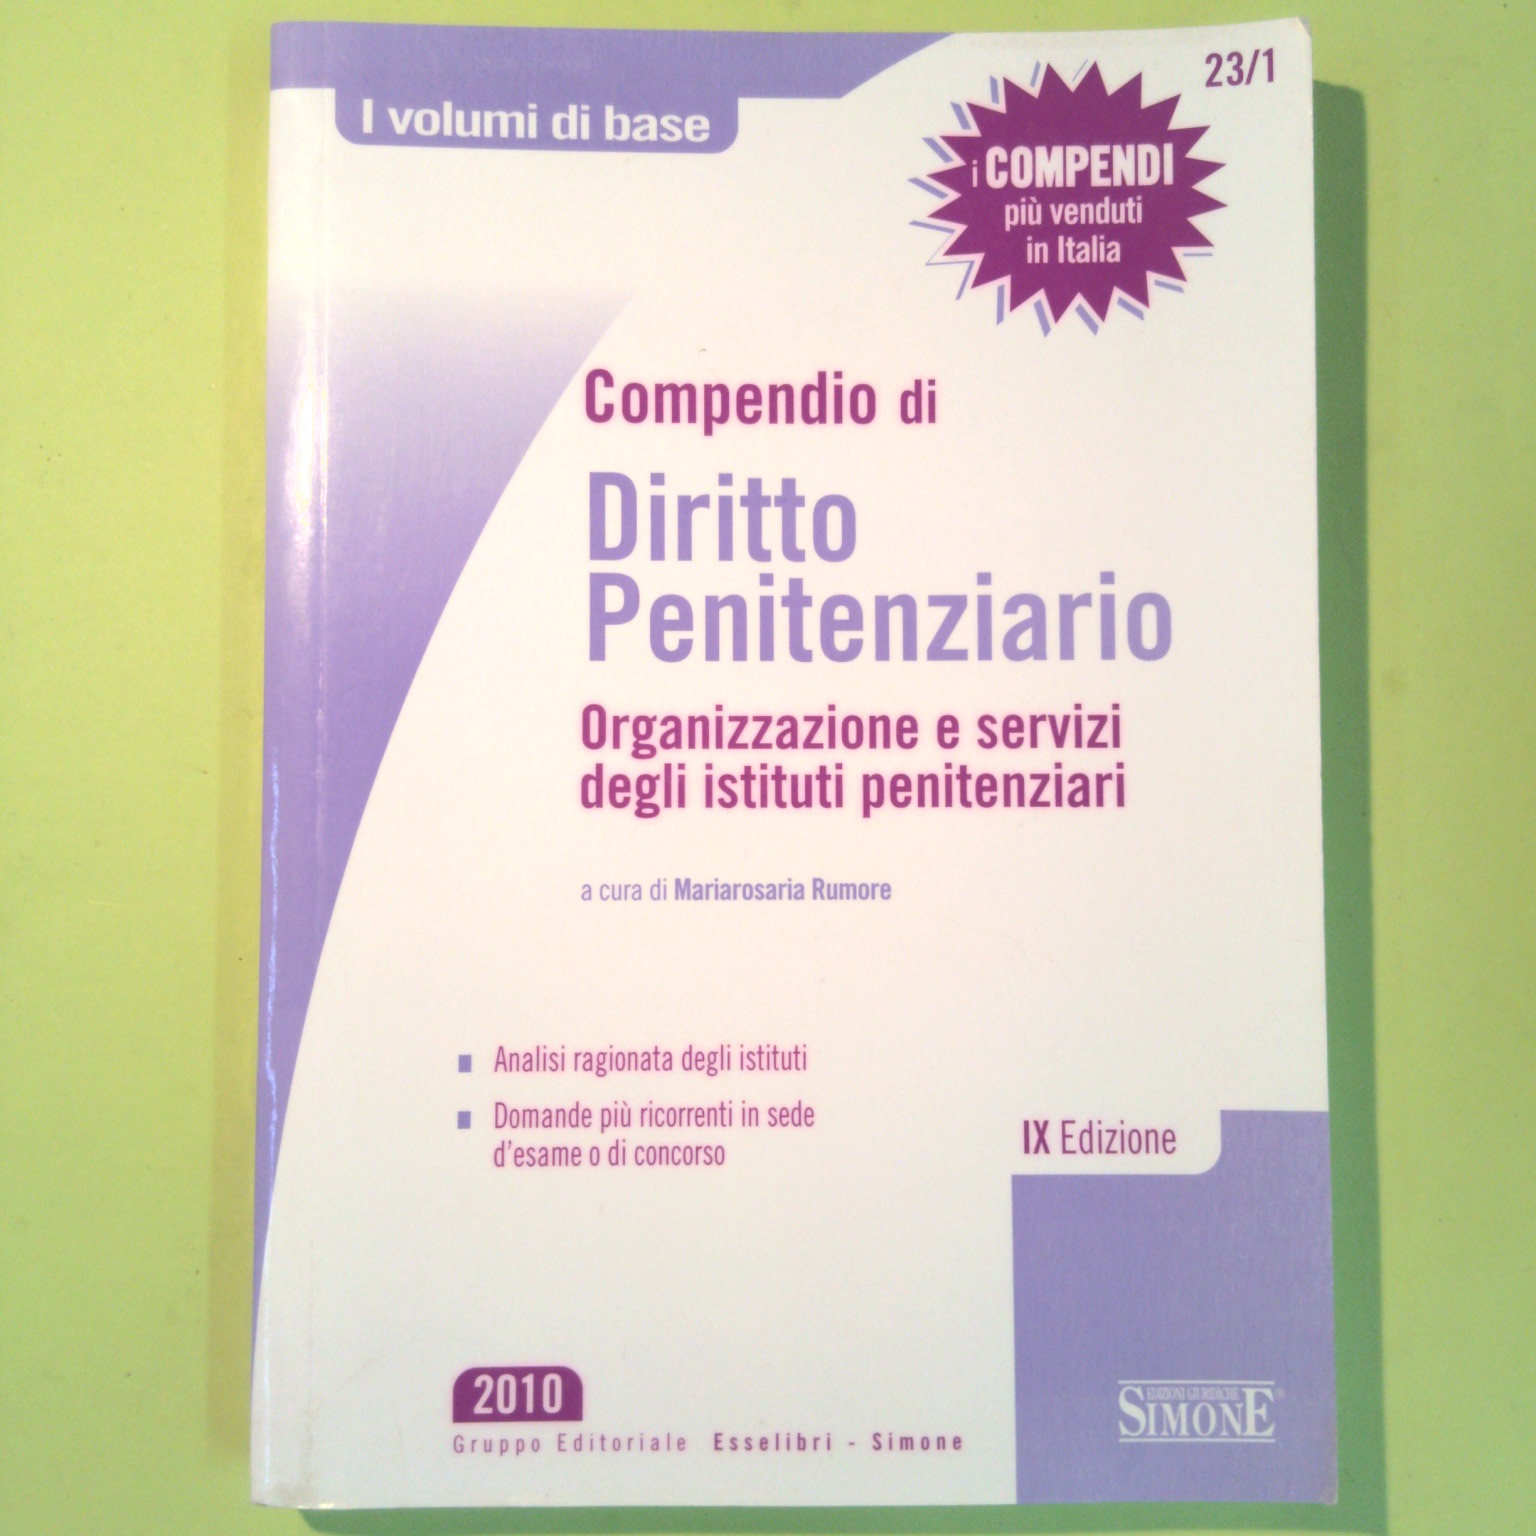 I volumi di base
23/1
i COMPENDI
più venduti
in Italia
Compendio di
Diritto
Penitenziario
Organizzazione e servizi
degli istituti penitenziari
a cura di Mariarosaria Rumore
Analisi ragionata degli istituti
Domande più ricorrenti in sede
d'esame o di concorso
IX Edizione
2010
Gruppo Editoriale Esselibri - Simone
EDIZIONI GIURIDICHE
SIMONE®